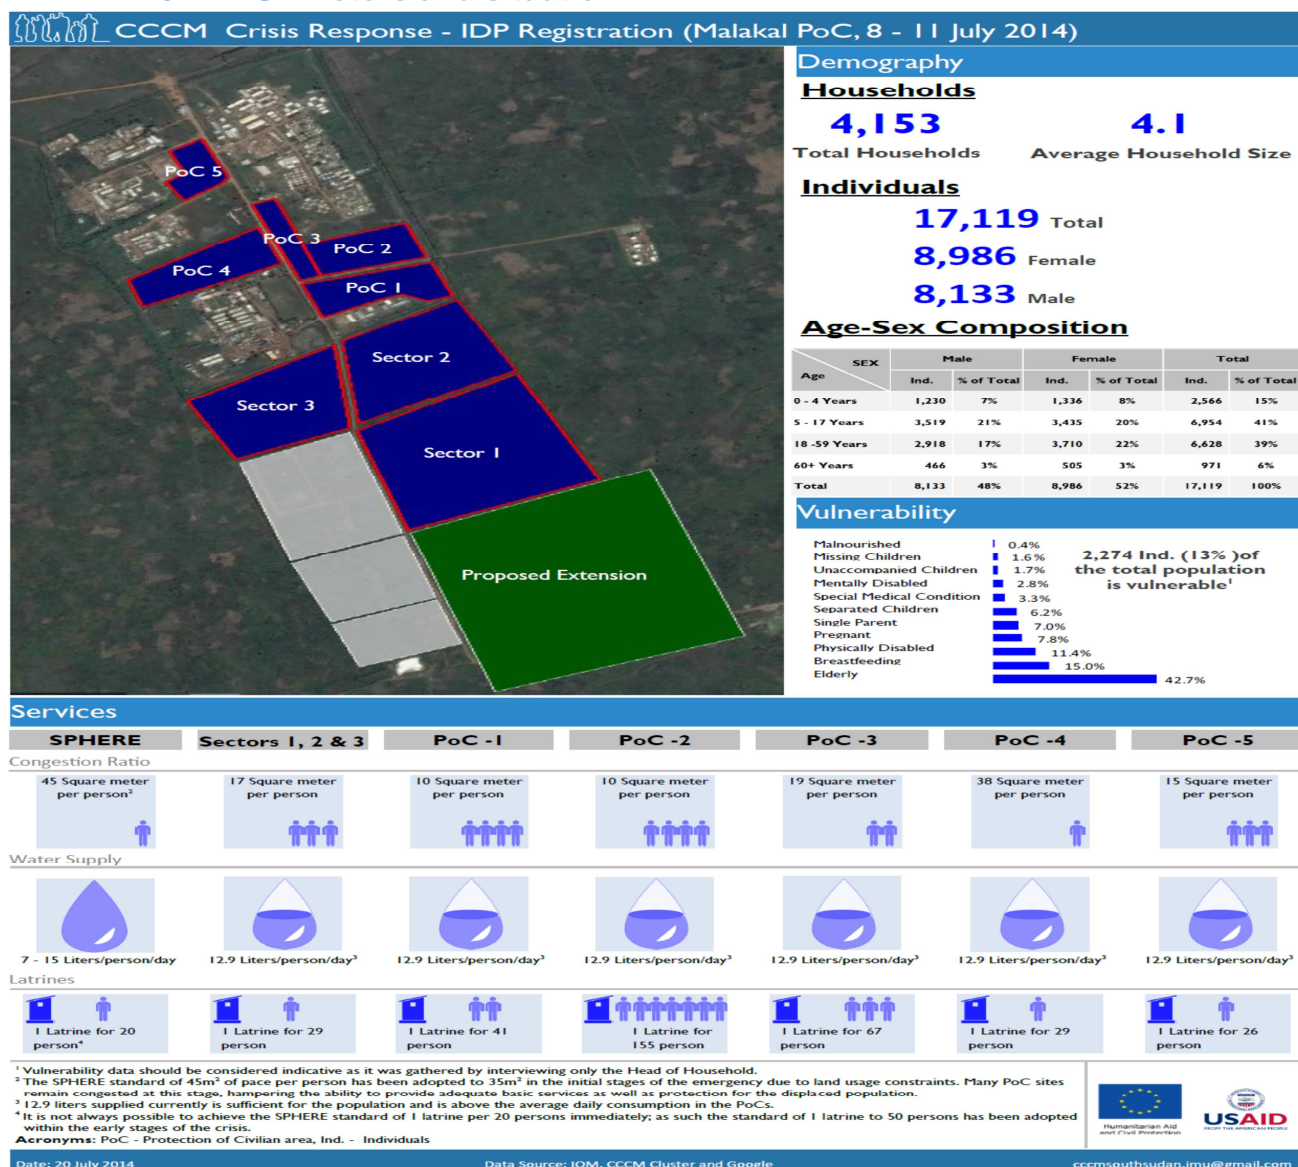 CCCM Crisis Response - IDP Registration (Malakal PoC, 8 - 11 July 2014)
PoC 5
PoC 3
PoC 2
PoC 4
PoC 1
Sector 2
Sector 3
Sector 1
Proposed Extension
Demography
Households
4,153 4.1
Total Households Average Household Size
Individuals
17,119 Total
8,986 Female
8,133 Male
Age-Sex Composition
SEX Male Female Total
Age Ind. % of Total Ind. % of Total Ind. % of Total
0 - 4 Years 1,230 7% 1,336 8% 2,566 15%
5 - 17 Years 3,519 21% 3,435 20% 6,954 41%
18 -59 Years 2,918 17% 3,710 22% 6,628 39%
60+ Years 466 3% 505 3% 971 6%
Total 8,133 48% 8,986 52% 17,119 100%
Vulnerability
Malnourished 0.4%
Missing Children 1.6%
Unaccompanied Children 1.7%
Mentally Disabled 2.8%
Special Medical Condition 3.3%
Separated Children 6.2%
Single Parent 7.0%
Pregnant 7.8%
Physically Disabled 11.4%
Breastfeeding 15.0%
Elderly 42.7%
2,274 Ind. (13% )of
the total population
is vulnerable¹
Services
SPHERE Sectors 1, 2 & 3 PoC -1 PoC -2 PoC -3 PoC -4 PoC -5
Congestion Ratio
45 Square meter 17 Square meter 10 Square meter 10 Square meter 19 Square meter 38 Square meter 15 Square meter
per person² per person per person per person per person per person per person
Water Supply
7 - 15 Liters/person/day 12.9 Liters/person/day³ 12.9 Liters/person/day³ 12.9 Liters/person/day³ 12.9 Liters/person/day³ 12.9 Liters/person/day³ 12.9 Liters/person/day³
Latrines
1 Latrine for 20 1 Latrine for 29 1 Latrine for 41 1 Latrine for 1 Latrine for 67 1 Latrine for 29 1 Latrine for 26
person⁴ person person 155 person person person person
¹ Vulnerability data should be considered indicative as it was gathered by interviewing only the Head of Household.
² The SPHERE standard of 45m² of pace per person has been adopted to 35m² in the initial stages of the emergency due to land usage constraints. Many PoC sites
remain congested at this stage, hampering the ability to provide adequate basic services as well as protection for the displaced population.
³ 12.9 liters supplied currently is sufficient for the population and is above the average daily consumption in the PoCs.
⁴ It is not always possible to achieve the SPHERE standard of 1 latrine per 20 persons immediately; as such the standard of 1 latrine to 50 persons has been adopted
within the early stages of the crisis.
Acronyms: PoC - Protection of Civilian area, Ind. - Individuals
Humanitarian Aid
and Civil Protection
USAID
FROM THE AMERICAN PEOPLE
Date: 20 July 2014 Data Source: IOM, CCCM Cluster and Google cccmsouthsudan.imu@gmail.com